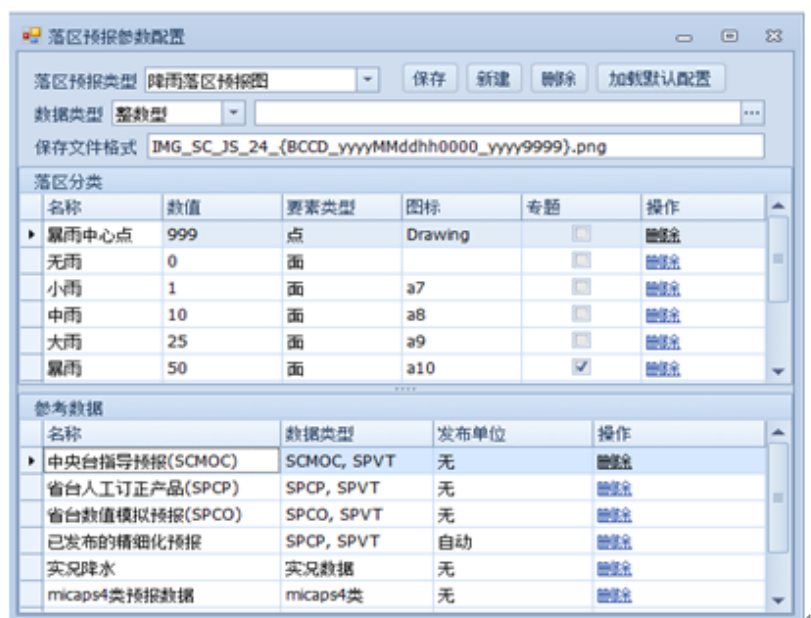 落区预报参数配置
落区预报类型 降雨落区预报图 保存 新建 删除 加载默认配置
数据类型 整数型 ...
保存文件格式 IMG_SC_JS_24_{BCCD_yyyyMMddhh0000_yyyy9999}.png
落区分类
名称 数值 要素类型 图标 专题 操作
暴雨中心点 999 点 Drawing 删除
无雨 0 面 删除
小雨 1 面 a7 删除
中雨 10 面 a8 删除
大雨 25 面 a9 删除
暴雨 50 面 a10 删除
参考数据
名称 数据类型 发布单位 操作
中央台指导预报(SCMOC) SCMOC, SPVT 无 删除
省台人工订正产品(SPCP) SPCP, SPVT 无 删除
省台数值模拟预报(SPCO) SPCO, SPVT 无 删除
已发布的精细化预报 SPCP, SPVT 自动 删除
实况降水 实况数据 无 删除
micaps4类预报数据 micaps4类 无 删除